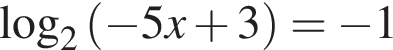 log₂ (−5x + 3) = −1